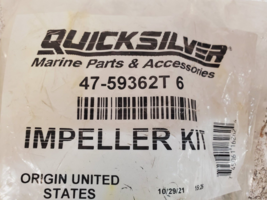 QUICKSILVER
Marine Parts & Accessories
47-59362T 6
IMPELLER KIT
ORIGIN UNITED
STATES
10/29/21